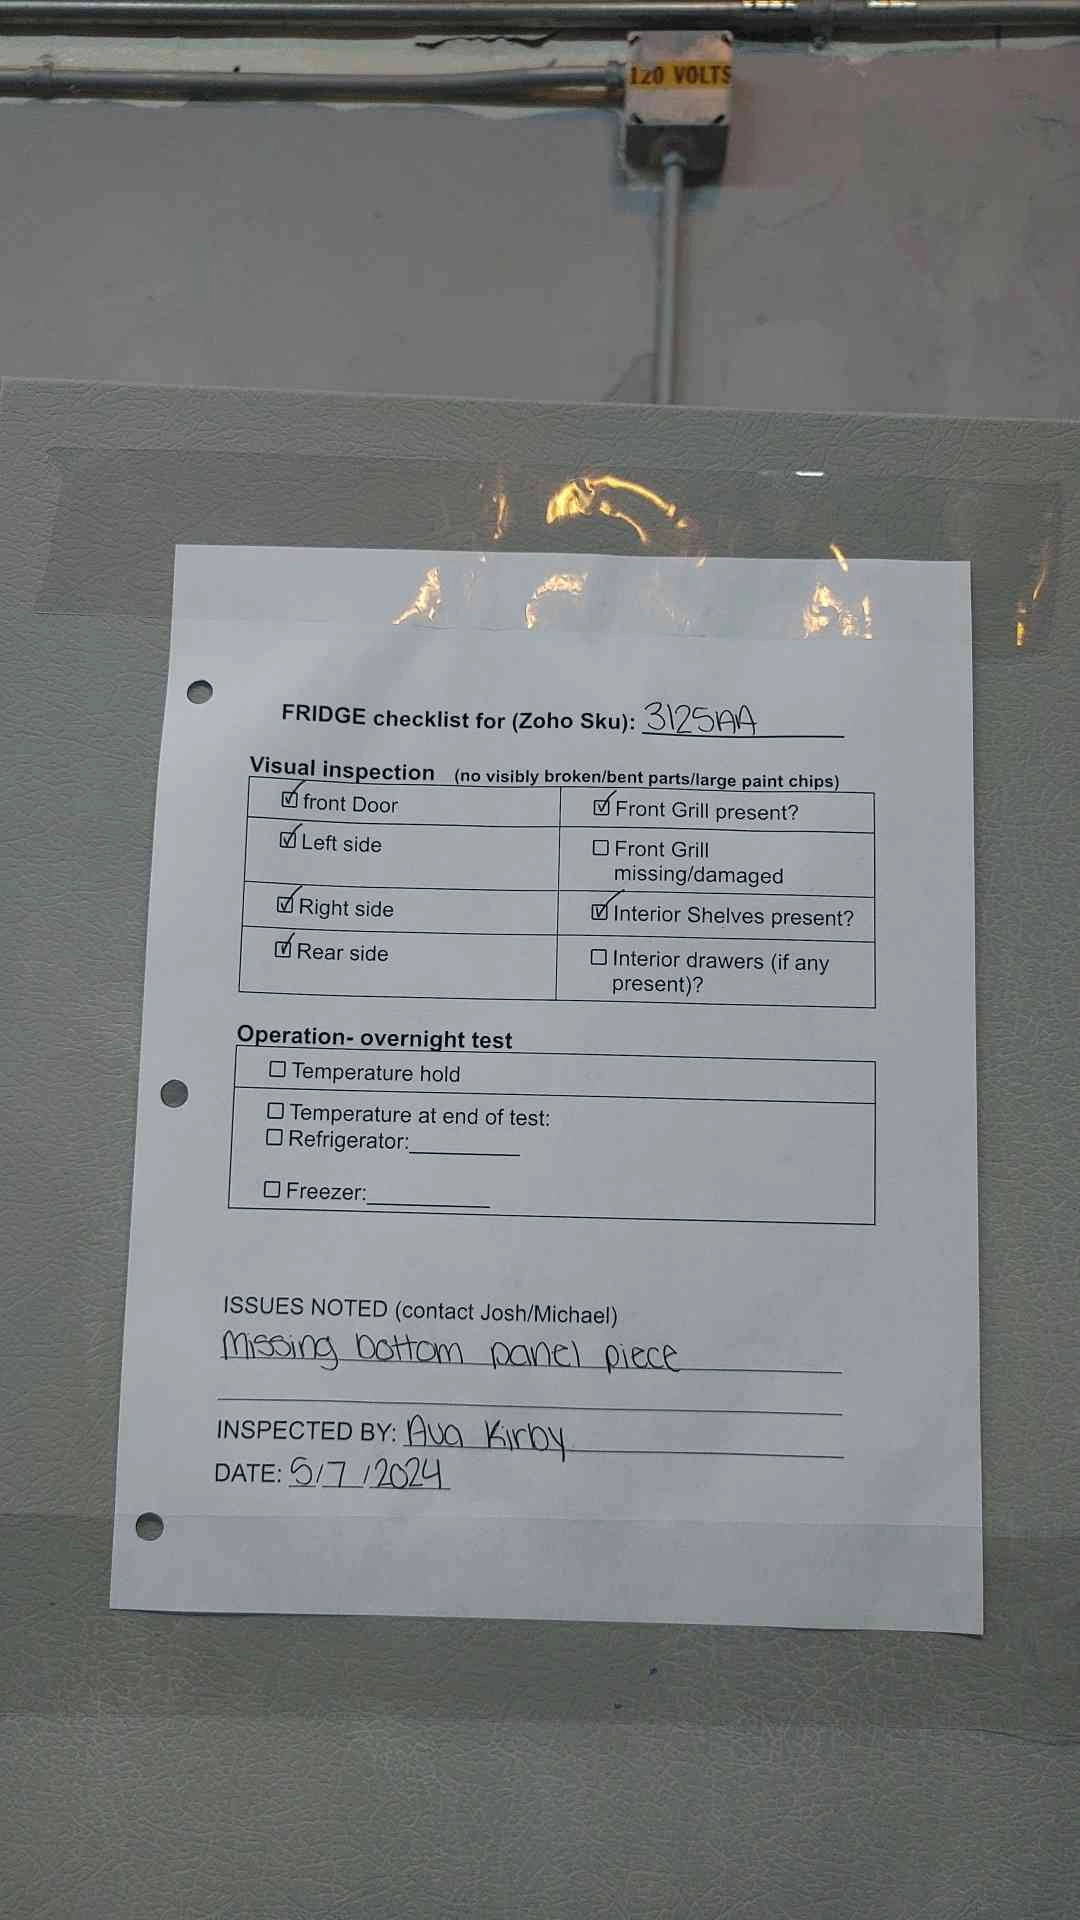 120 VOLTS
FRIDGE checklist for (Zoho Sku): 3125AA
Visual inspection (no visibly broken/bent parts/large paint chips)
☑ front Door
☑ Front Grill present?
☑ Left side
☐ Front Grill
missing/damaged
☑ Right side
☑ Interior Shelves present?
☑ Rear side
☐ Interior drawers (if any
present)?
Operation- overnight test
☐ Temperature hold
☐ Temperature at end of test:
☐ Refrigerator:__________
☐ Freezer:__________
ISSUES NOTED (contact Josh/Michael)
Missing bottom panel piece
INSPECTED BY: Ava Kirby
DATE: 5/7/2024